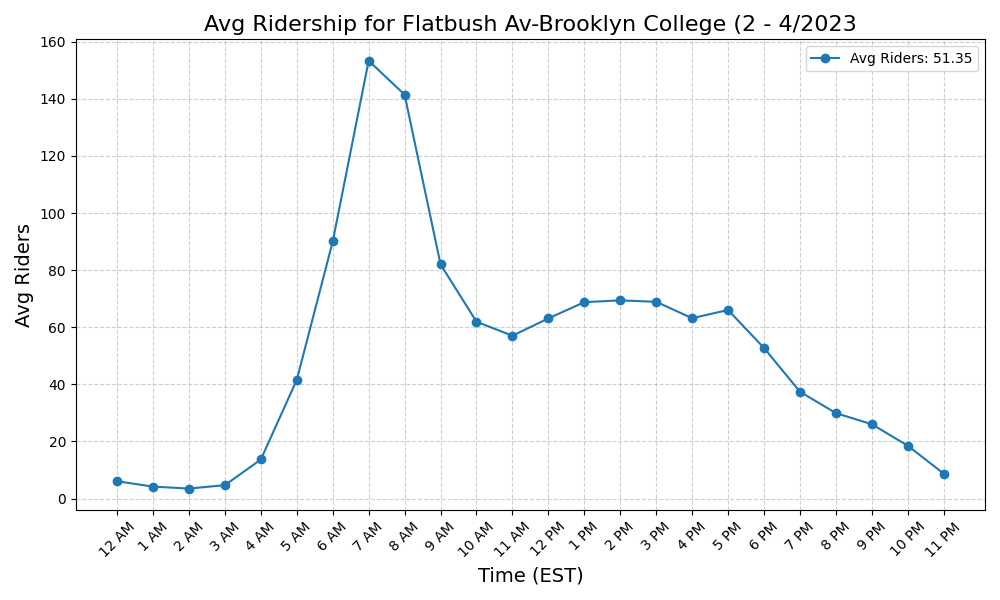 Avg Ridership for Flatbush Av-Brooklyn College (2 - 4/2023
Avg Riders: 51.35
Avg Riders
160
140
120
100
80
60
40
20
0
12 AM
1 AM
2 AM
3 AM
4 AM
5 AM
6 AM
7 AM
8 AM
9 AM
10 AM
11 AM
12 PM
1 PM
2 PM
3 PM
4 PM
5 PM
6 PM
7 PM
8 PM
9 PM
10 PM
11 PM
Time (EST)